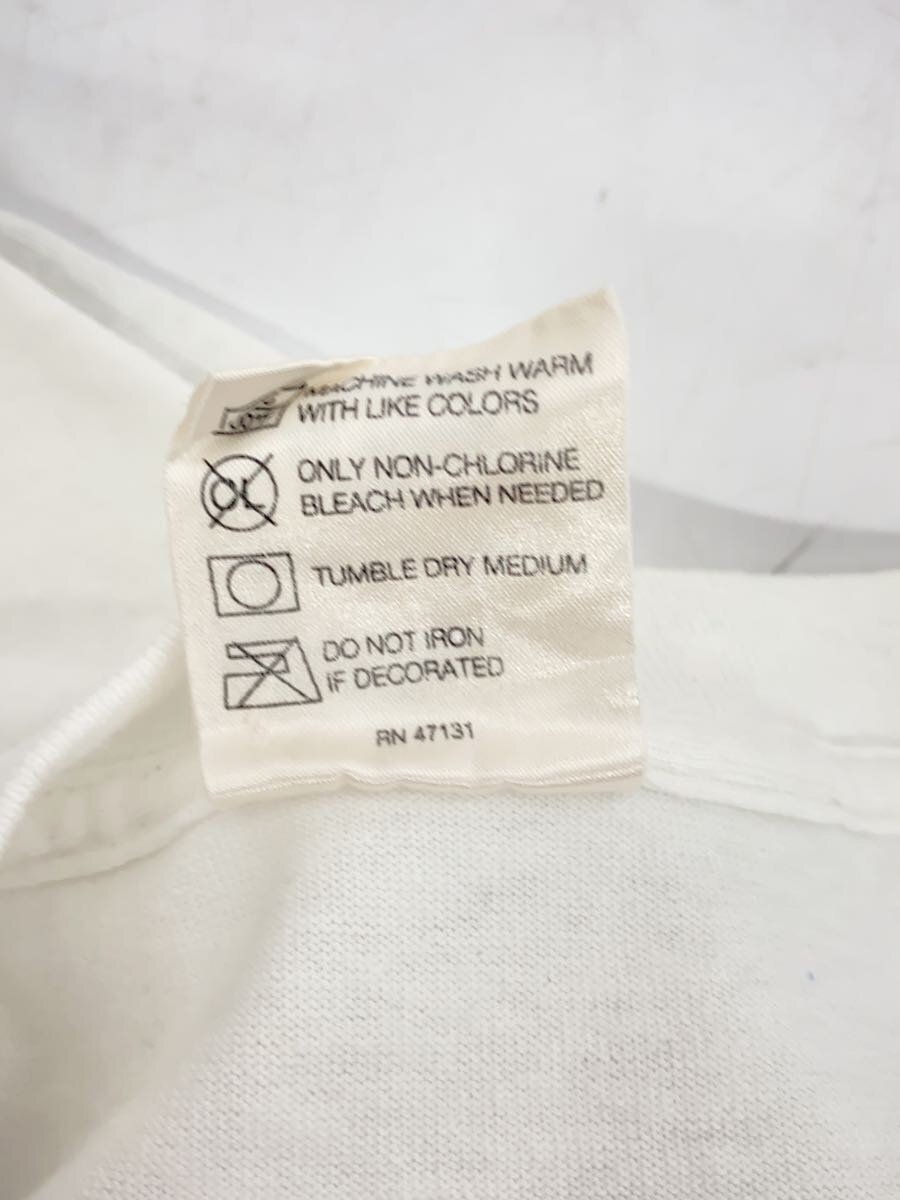 MACHINE WASH WARM
WITH LIKE COLORS
CL
ONLY NON-CHLORINE
BLEACH WHEN NEEDED
TUMBLE DRY MEDIUM
DO NOT IRON
IF DECORATED
RN 47131